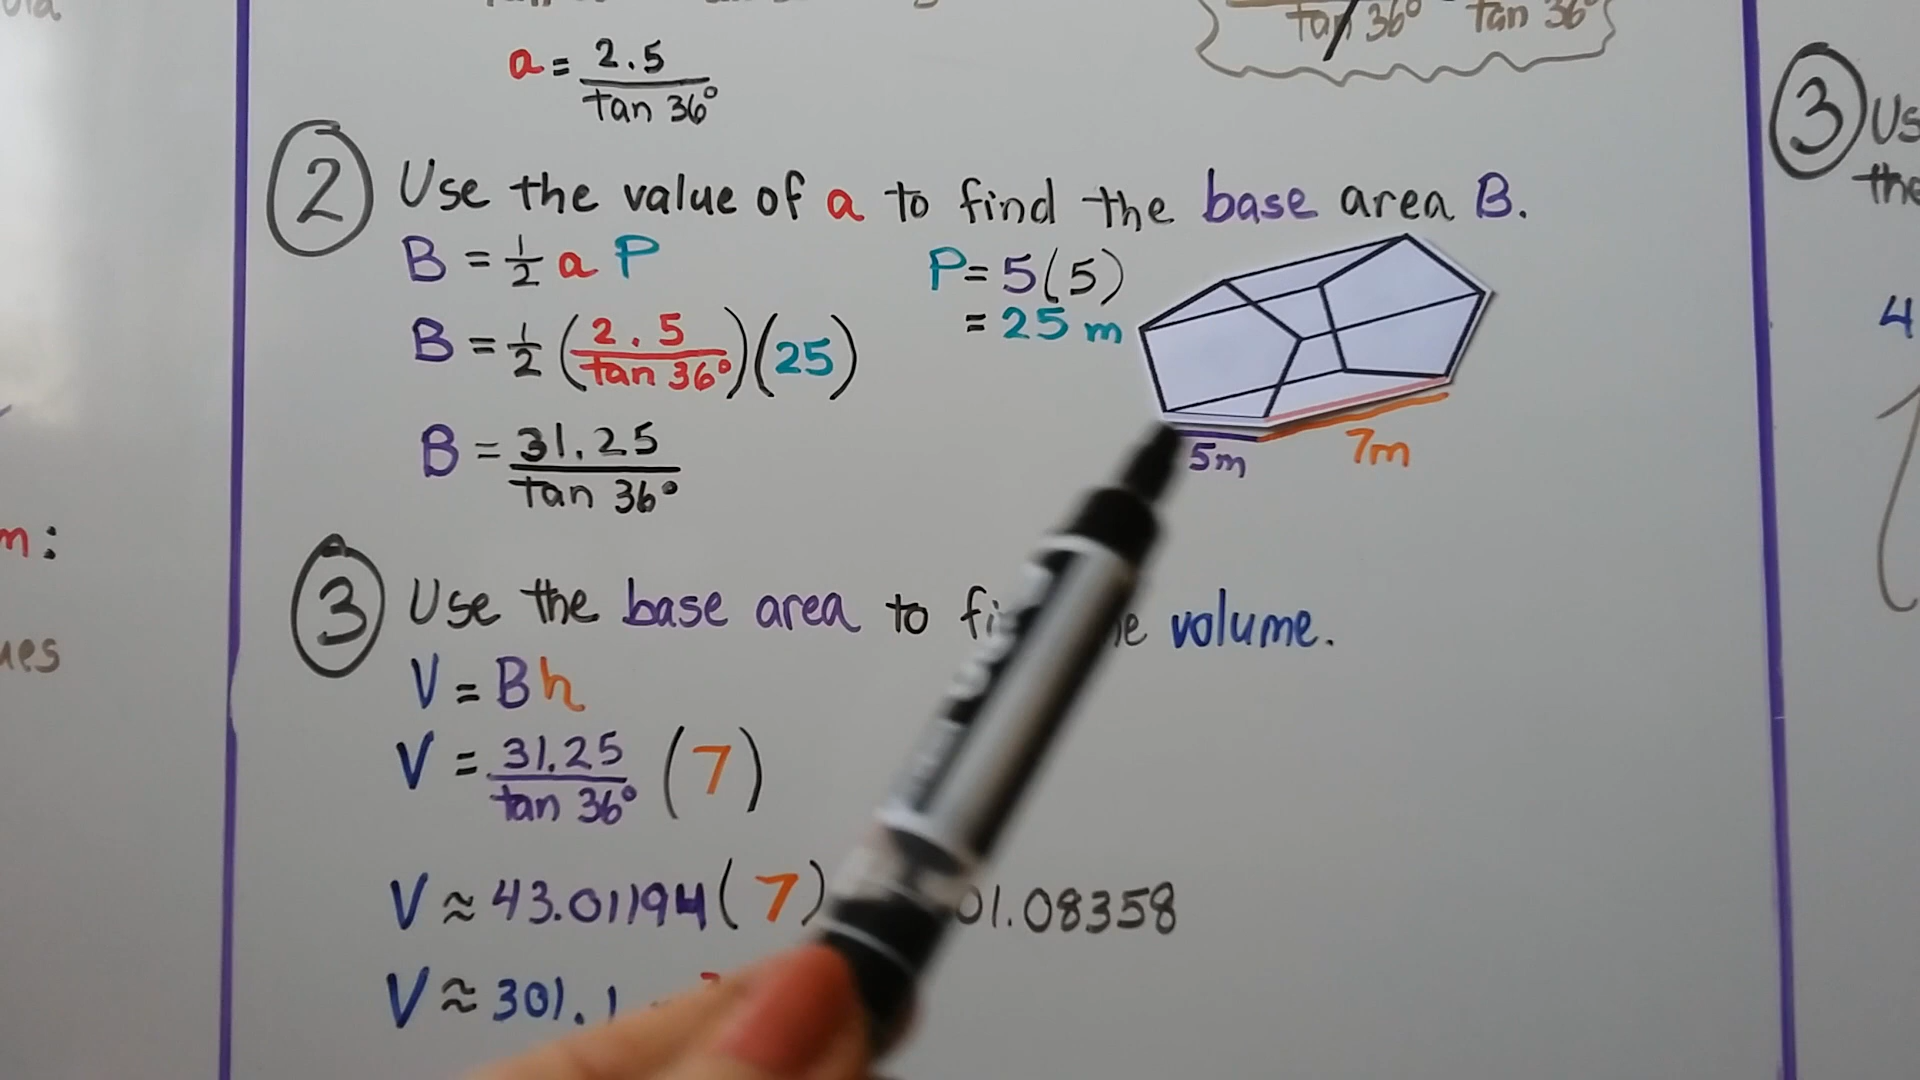 tan 36° tan 36°
a = 2.5 / tan 36°
② Use the value of a to find the base area B.
B = 1/2 a P
P = 5(5)
= 25 m
B = 1/2 (2.5 / tan 36°)(25)
B = 31.25 / tan 36°
5m
7m
③ Use the base area to volume.
V = Bh
V = 31.25 / tan 36° (7)
V ≈ 43.01194(7) 01.08358
V ≈ 301.1
m:
③ Us
the
4